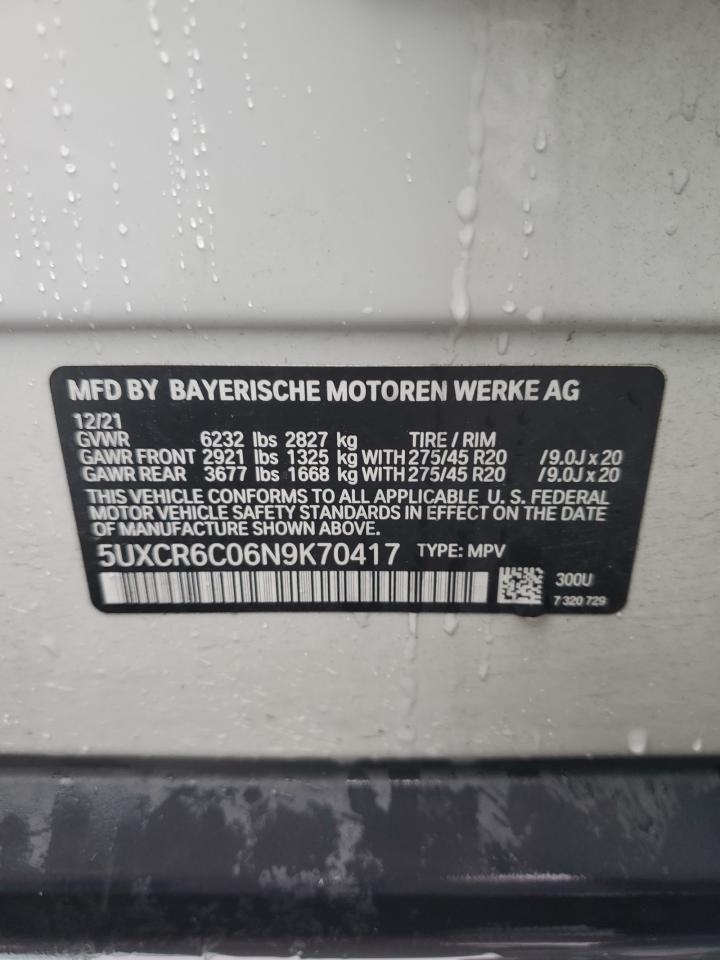 MFD BY BAYERISCHE MOTOREN WERKE AG
12/21
GVWR 6232 lbs 2827 kg TIRE / RIM
GAWR FRONT 2921 lbs 1325 kg WITH 275/45 R20 /9.0J x 20
GAWR REAR 3677 lbs 1668 kg WITH 275/45 R20 /9.0J x 20
THIS VEHICLE CONFORMS TO ALL APPLICABLE U. S. FEDERAL
MOTOR VEHICLE SAFETY STANDARDS IN EFFECT ON THE DATE
OF MANUFACTURE SHOWN ABOVE.
5UXCR6C06N9K70417 TYPE: MPV
300U
7 320 729